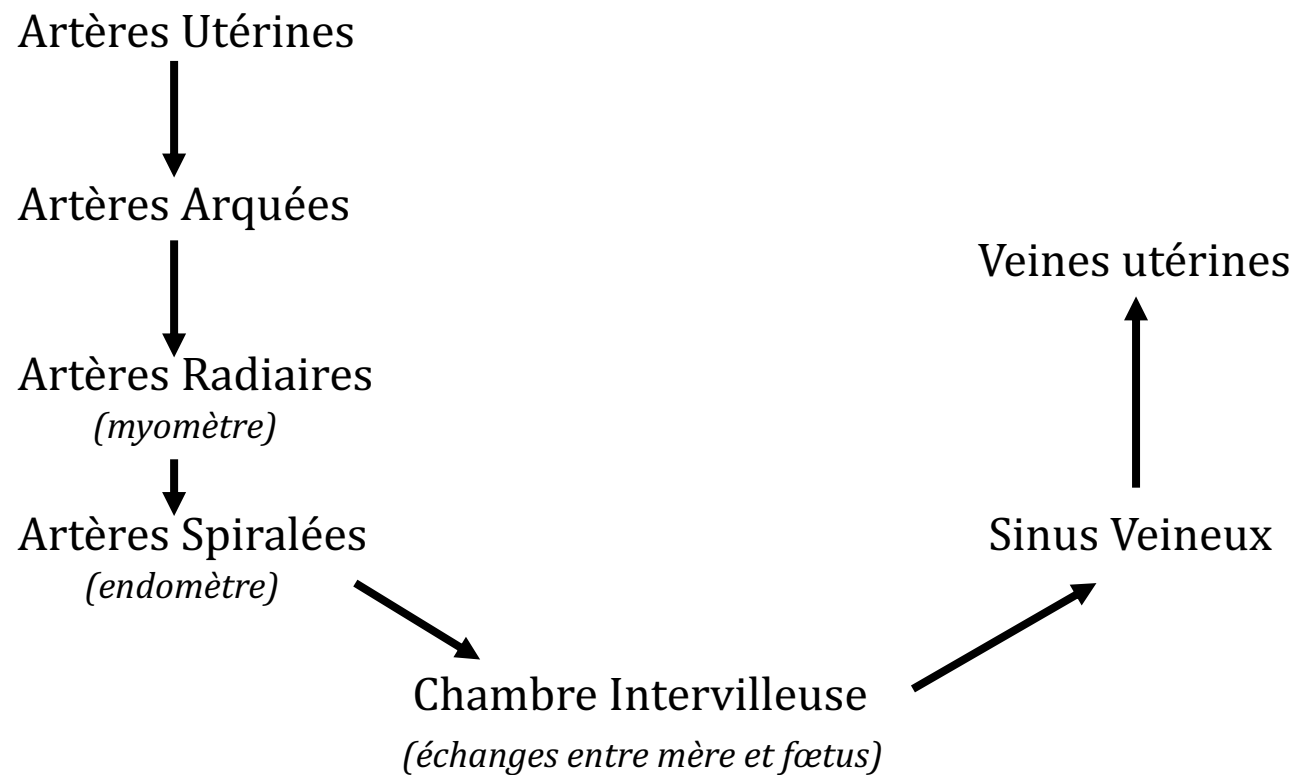 Artères Utérines
Artères Arquées
Artères Radiaires
(myomètre)
Artères Spiralées
(endomètre)
Chambre Intervilleuse
(échanges entre mère et fœtus)
Sinus Veineux
Veines utérines